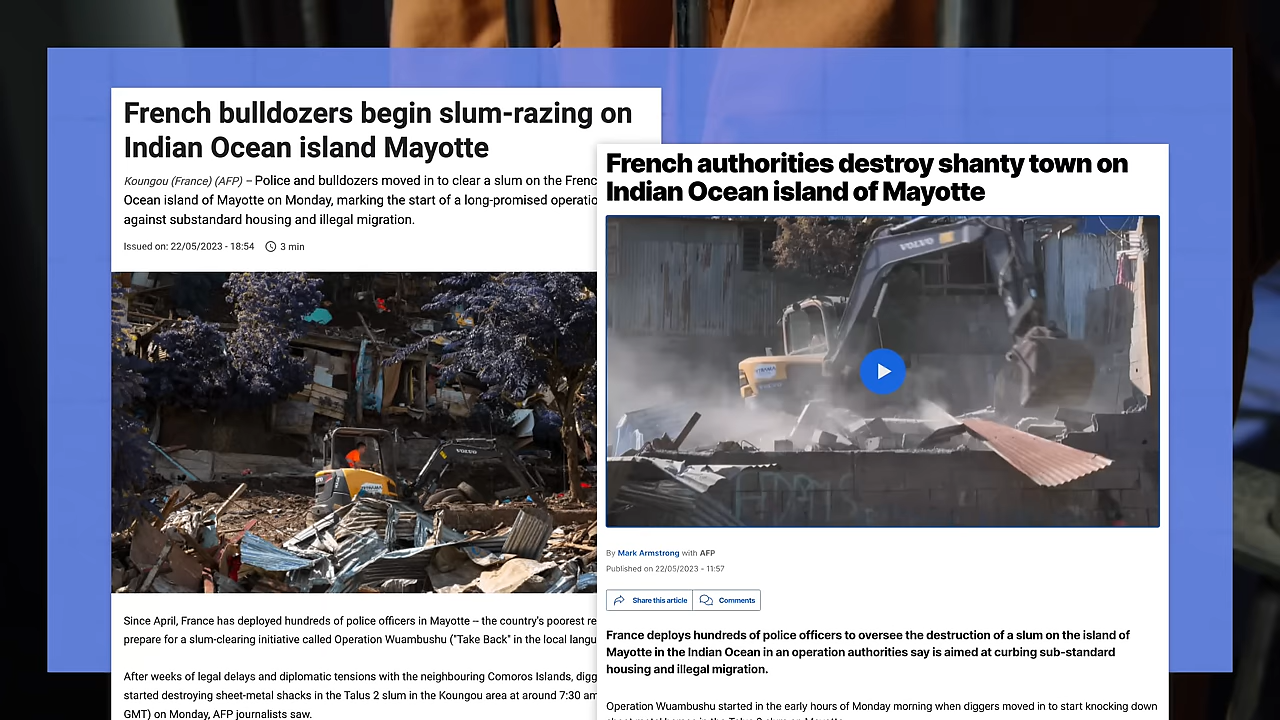 French bulldozers begin slum-razing on
Indian Ocean island Mayotte
Koungou (France) (AFP) – Police and bulldozers moved in to clear a slum on the
Ocean island of Mayotte on Monday, marking the start of a long-promised
against substandard housing and illegal migration.
Issued on: 22/05/2023 - 18:54 3 min
VOLVO
Since April, France has deployed hundreds of police officers in Mayotte – the country's poorest
prepare for a slum-clearing initiative called Operation Wuambushu ("Take Back" in the local
After weeks of legal delays and diplomatic tensions with the neighbouring Comoros Islands,
started destroying sheet-metal shacks in the Talus 2 slum in the Koungou area at around 7:30 am
GMT) on Monday, AFP journalists saw.
French authorities destroy shanty town on
Indian Ocean island of Mayotte
VOLVO
By Mark Armstrong with AFP
Published on 22/05/2023 - 11:57
Share this article Comments
France deploys hundreds of police officers to oversee the destruction of a slum on the island of
Mayotte in the Indian Ocean in an operation authorities say is aimed at curbing sub-standard
housing and illegal migration.
Operation Wuambushu started in the early hours of Monday morning when diggers moved in to start knocking down